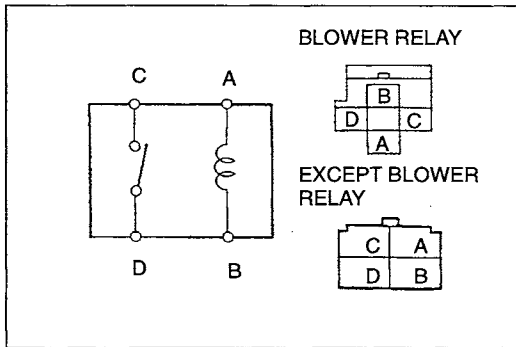 BLOWER RELAY
C A
B
D C
A
EXCEPT BLOWER
RELAY
C A
D B
D B